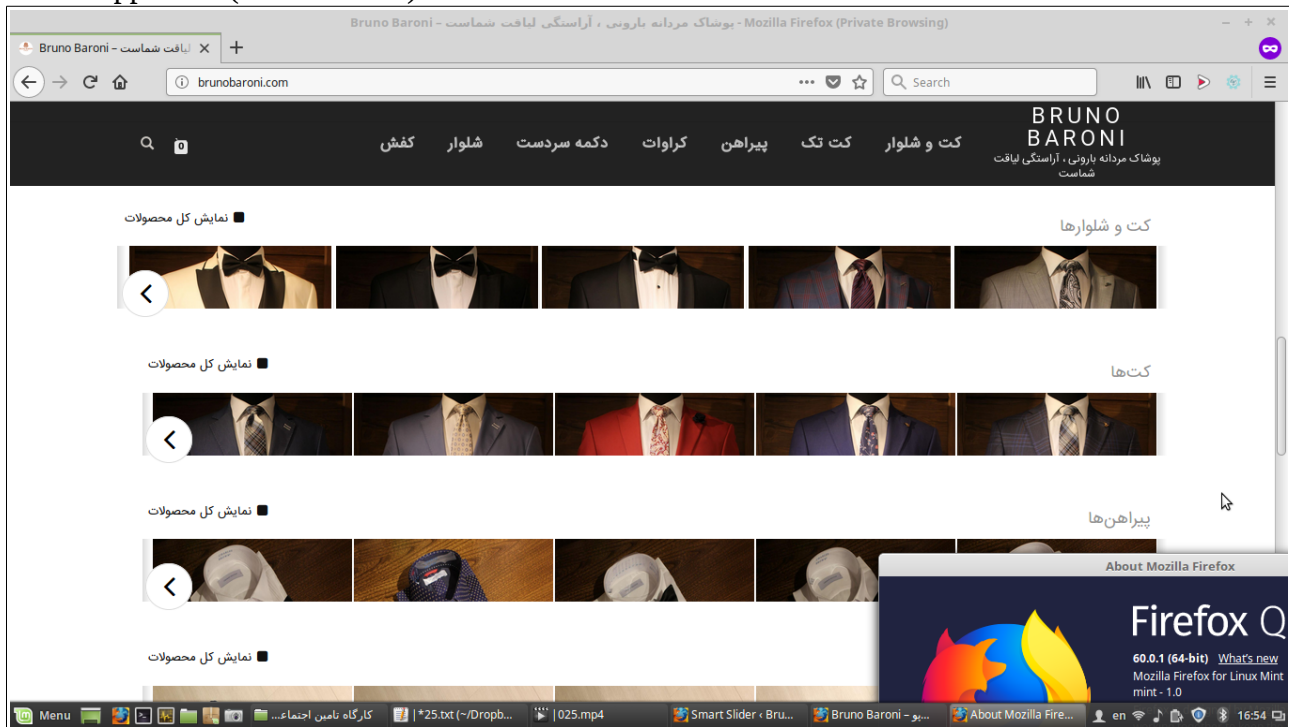 Bruno Baroni – پوشاک مردانه بارونی ، آراستگی لیاقت شماست - Mozilla Firefox (Private Browsing)
Bruno Baroni – لیاقت شماست
brunobaroni.com
Search
BRUNO
BARONI
پوشاک مردانه بارونی ، آراستگی لیاقت
شماست
کت و شلوار
کت تک
پیراهن
کراوات
دکمه سردست
شلوار
کفش
0
کت و شلوارها
نمایش کل محصولات
کت‌ها
نمایش کل محصولات
پیراهن‌ها
نمایش کل محصولات
نمایش کل محصولات
About Mozilla Firefox
Firefox Q
60.0.1 (64-bit) What's new
Mozilla Firefox for Linux Mint
mint - 1.0
Menu
کارگاه تامین اجتماع...
*25.txt (~/Dropb...
025.mp4
Smart Slider ‹ Bru...
Bruno Baroni – پو...
About Mozilla Fire...
en
16:54